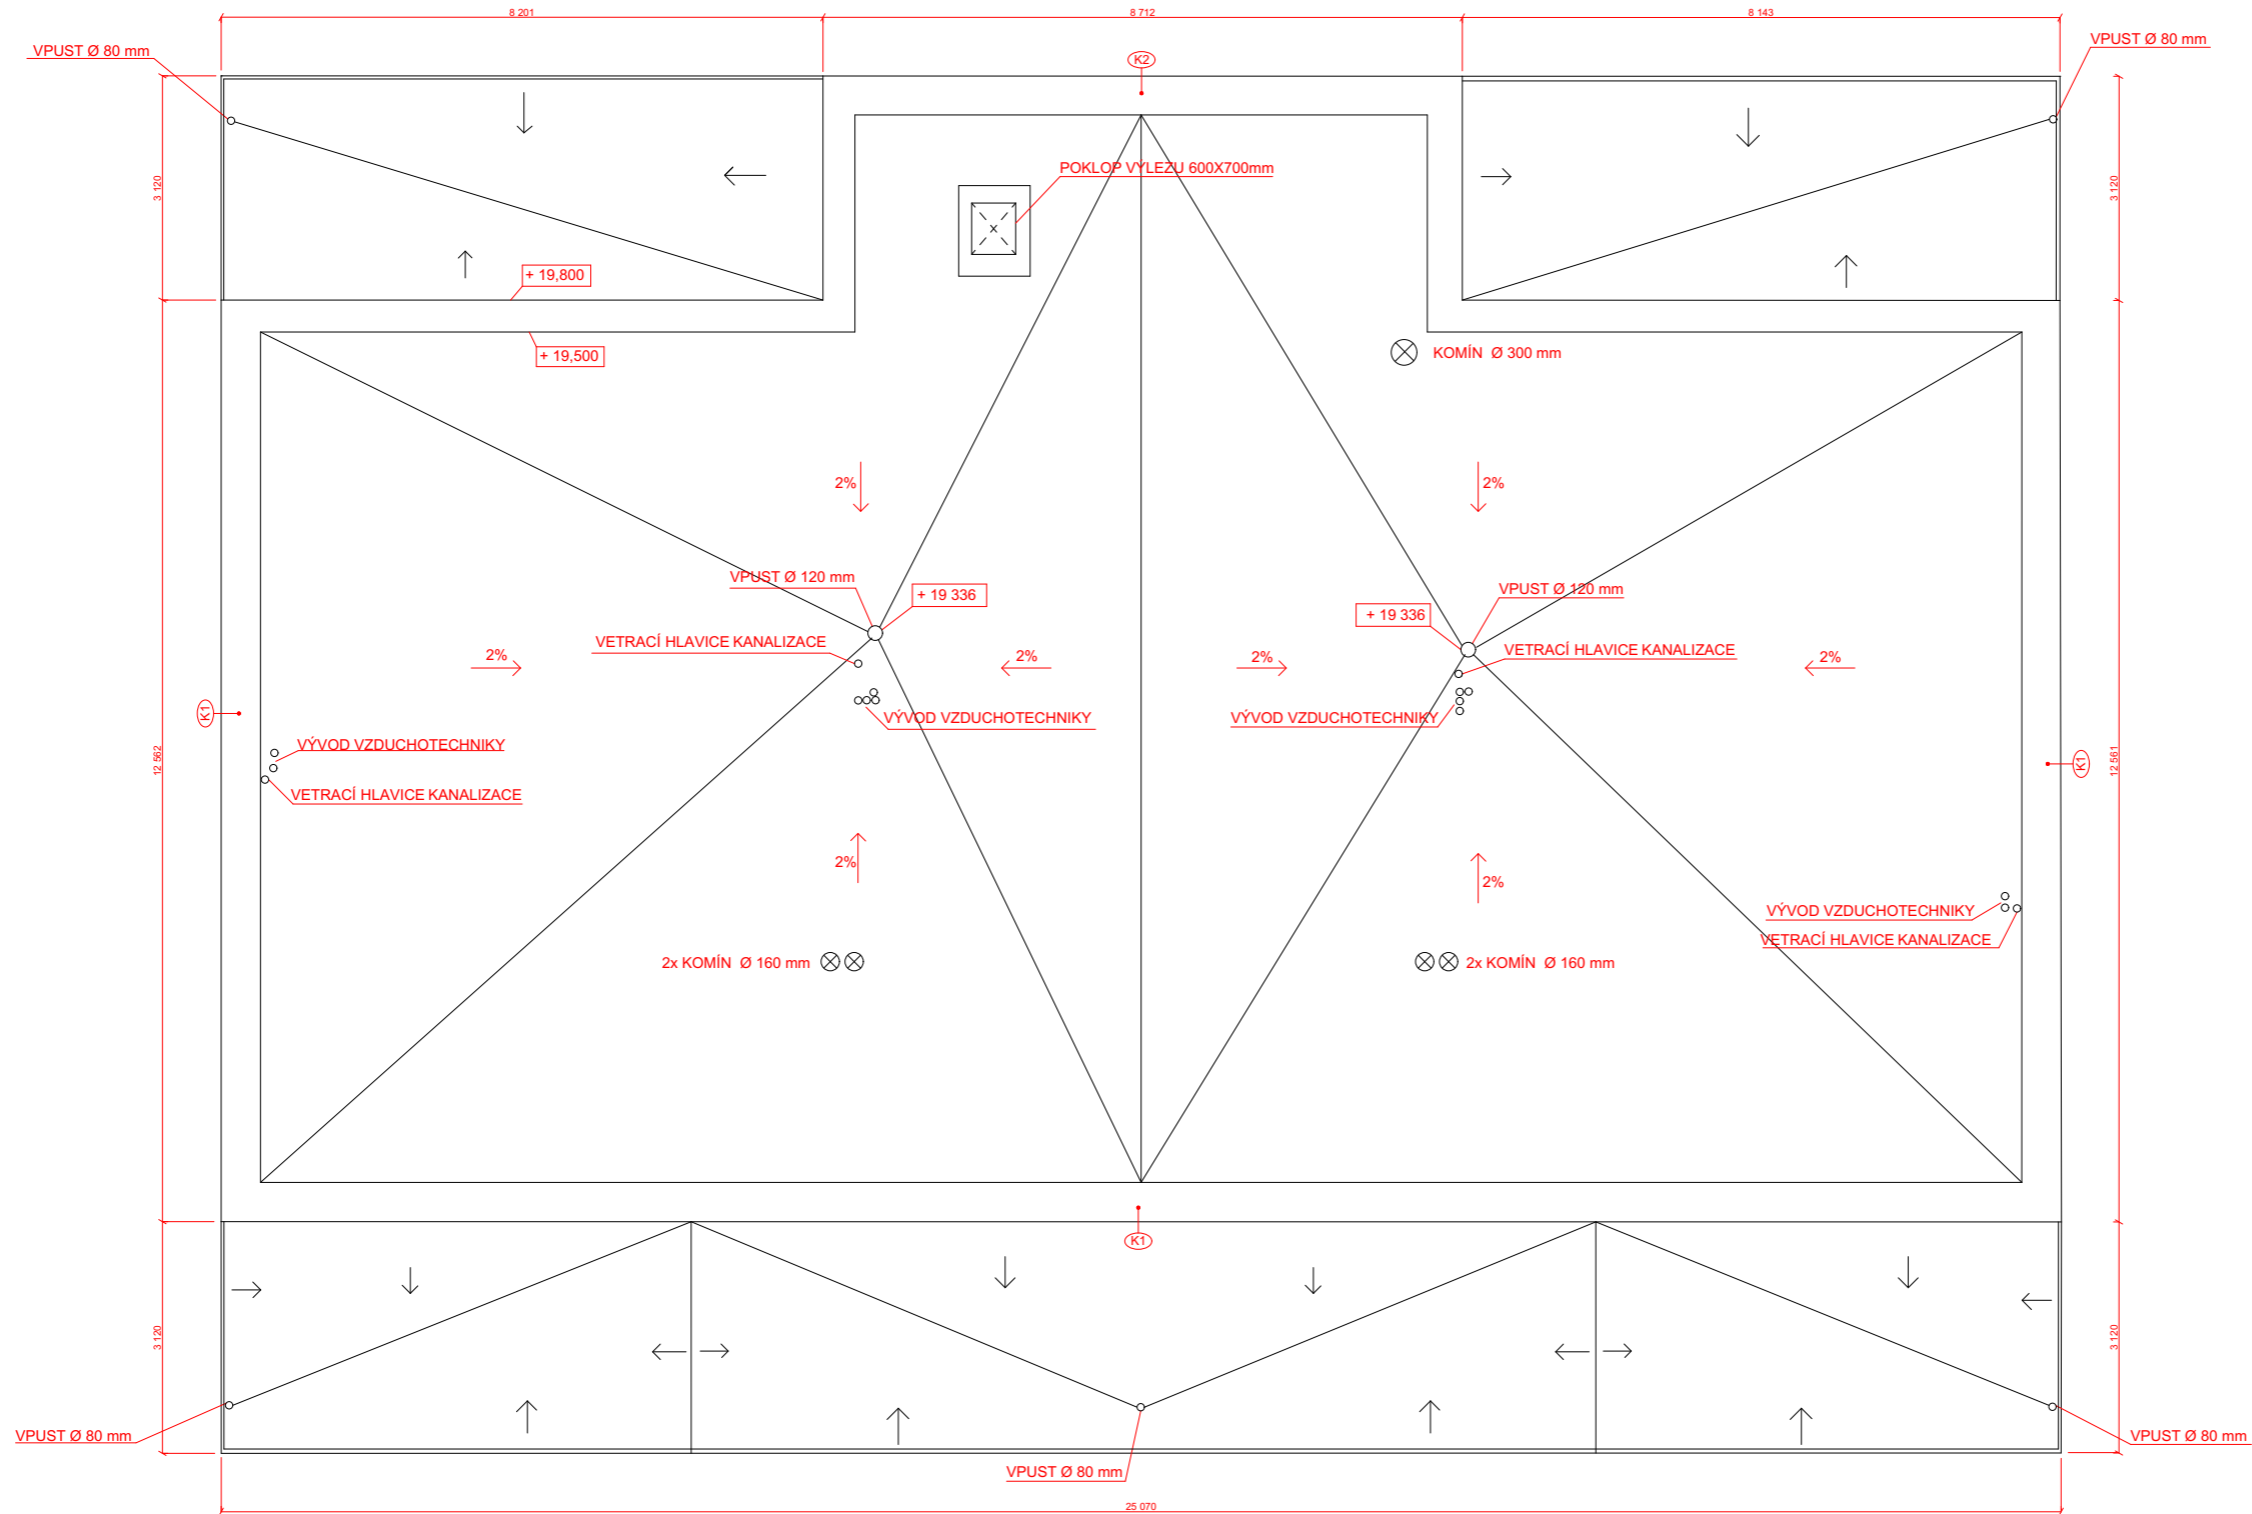 8 201
8 712
8 143
VPUST Ø 80 mm
VPUST Ø 80 mm
K2
POKLOP VÝLEZU 600X700mm
3 120
3 120
+ 19,800
+ 19,500
KOMÍN Ø 300 mm
2%
2%
VPUST Ø 120 mm
+ 19 336
VPUST Ø 120 mm
+ 19 336
VETRACÍ HLAVICE KANALIZACE
VETRACÍ HLAVICE KANALIZACE
2%
2%
2%
2%
K1
VÝVOD VZDUCHOTECHNIKY
VÝVOD VZDUCHOTECHNIKY
VÝVOD VZDUCHOTECHNIKY
12 562
12 561
K1
VETRACÍ HLAVICE KANALIZACE
2%
2%
VÝVOD VZDUCHOTECHNIKY
VETRACÍ HLAVICE KANALIZACE
2x KOMÍN Ø 160 mm
2x KOMÍN Ø 160 mm
K1
3 120
3 120
VPUST Ø 80 mm
VPUST Ø 80 mm
VPUST Ø 80 mm
25 070